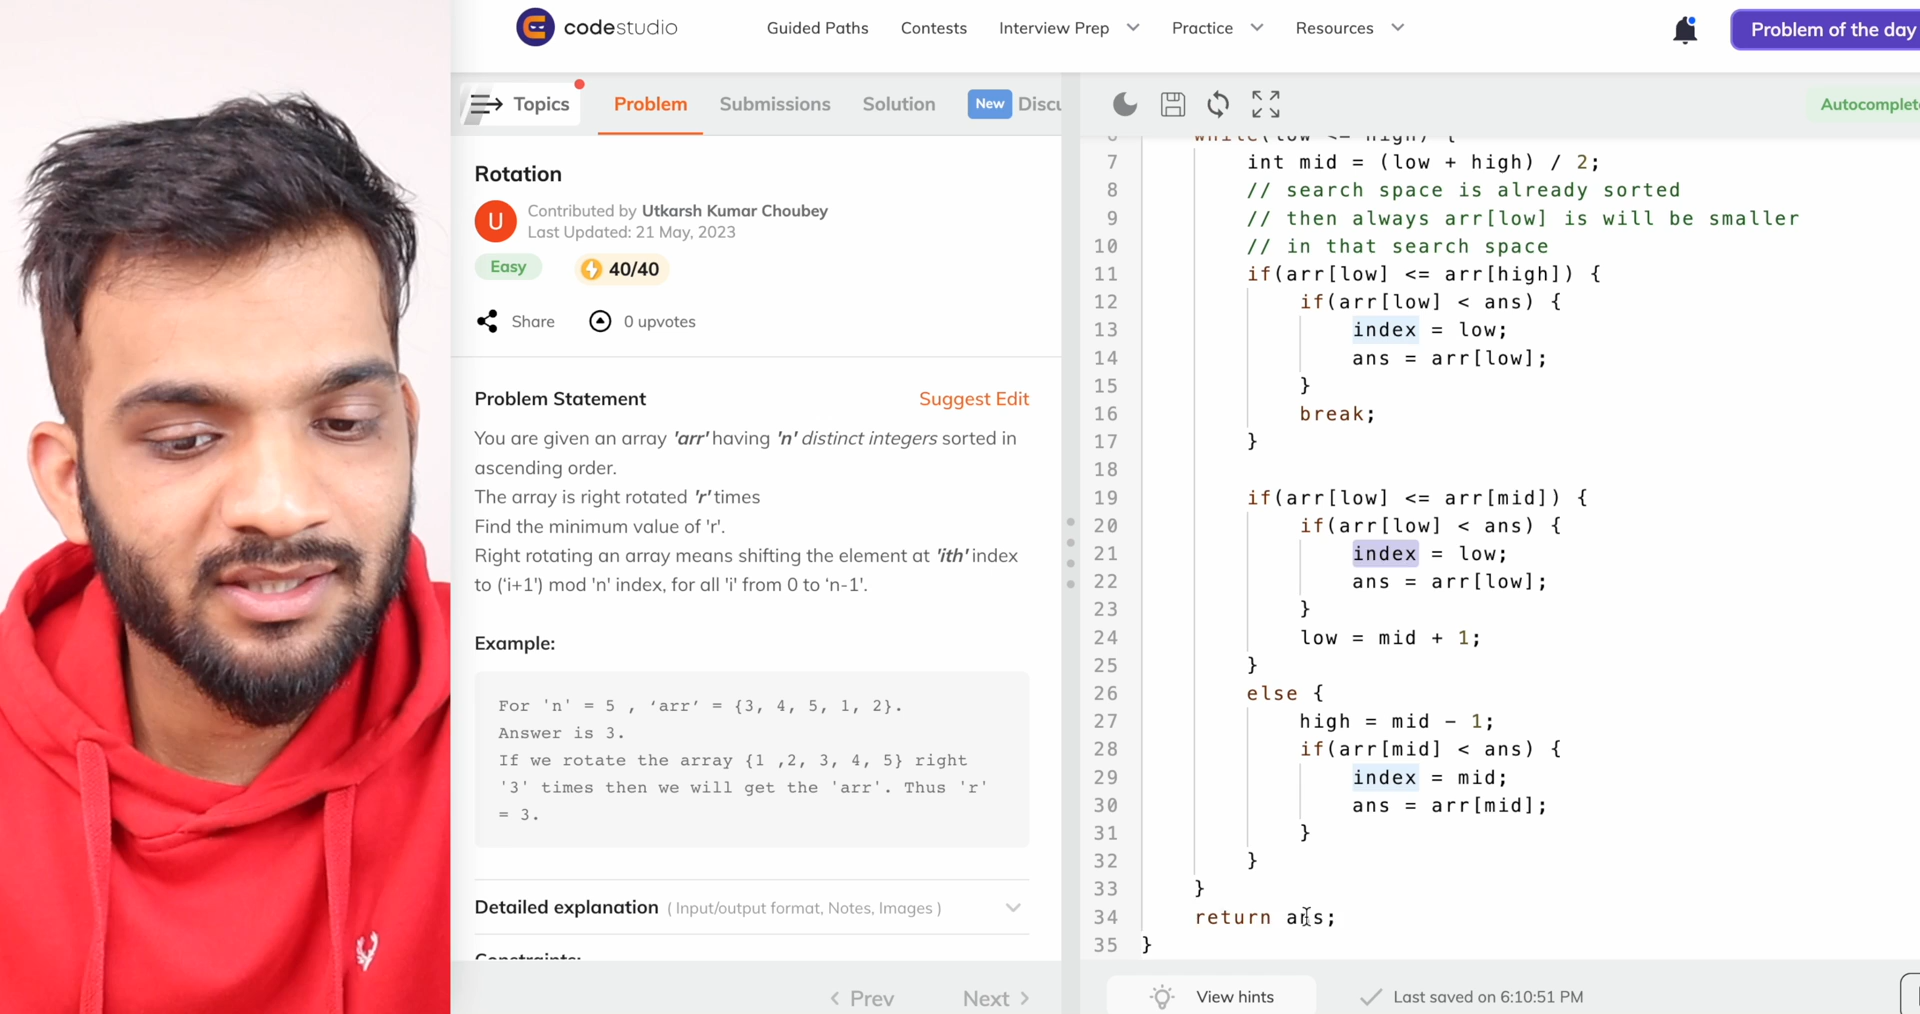 codestudio
Guided Paths
Contests
Interview Prep
Practice
Resources
Problem of the day
Topics
Problem
Submissions
Solution
New
Discu
Autocomplet
Rotation
U
Contributed by Utkarsh Kumar Choubey
Last Updated: 21 May, 2023
Easy
40/40
Share
0 upvotes
Problem Statement
Suggest Edit
You are given an array 'arr' having 'n' distinct integers sorted in
ascending order.
The array is right rotated 'r' times
Find the minimum value of 'r'.
Right rotating an array means shifting the element at 'ith' index
to ('i+1') mod 'n' index, for all 'i' from 0 to ‘n-1’.
Example:
For 'n' = 5 , ‘arr’ = {3, 4, 5, 1, 2}.
Answer is 3.
If we rotate the array {1 ,2, 3, 4, 5} right
'3' times then we will get the 'arr'. Thus 'r'
= 3.
Detailed explanation ( Input/output format, Notes, Images )
Constraints:
Prev
Next
6 while(low <= high) {
7 int mid = (low + high) / 2;
8 // search space is already sorted
9 // then always arr[low] is will be smaller
10 // in that search space
11 if(arr[low] <= arr[high]) {
12 if(arr[low] < ans) {
13 index = low;
14 ans = arr[low];
15 }
16 break;
17 }
18
19 if(arr[low] <= arr[mid]) {
20 if(arr[low] < ans) {
21 index = low;
22 ans = arr[low];
23 }
24 low = mid + 1;
25 }
26 else {
27 high = mid - 1;
28 if(arr[mid] < ans) {
29 index = mid;
30 ans = arr[mid];
31 }
32 }
33 }
34 return ans;
35 }
View hints
Last saved on 6:10:51 PM